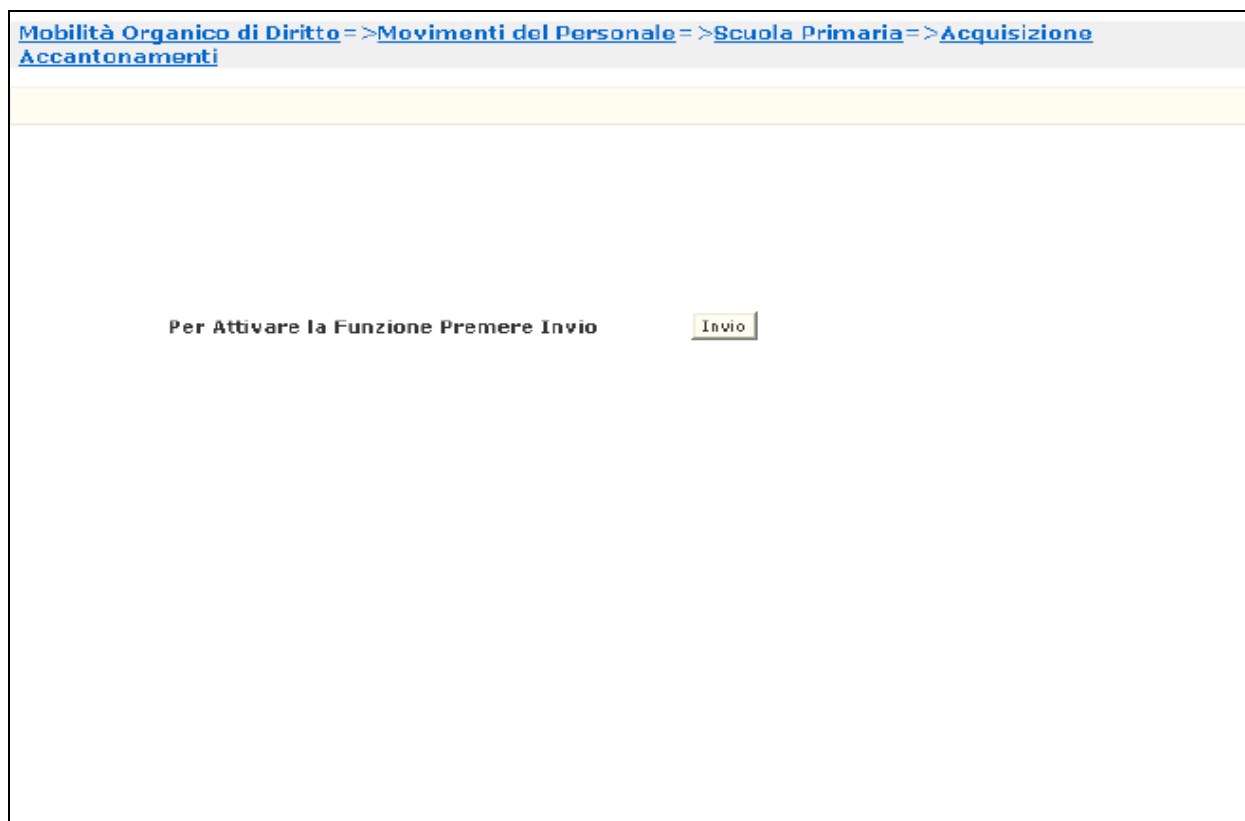 Mobilità Organico di Diritto=>Movimenti del Personale=>Scuola Primaria=>Acquisizione
Accantonamenti
Per Attivare la Funzione Premere Invio Invio